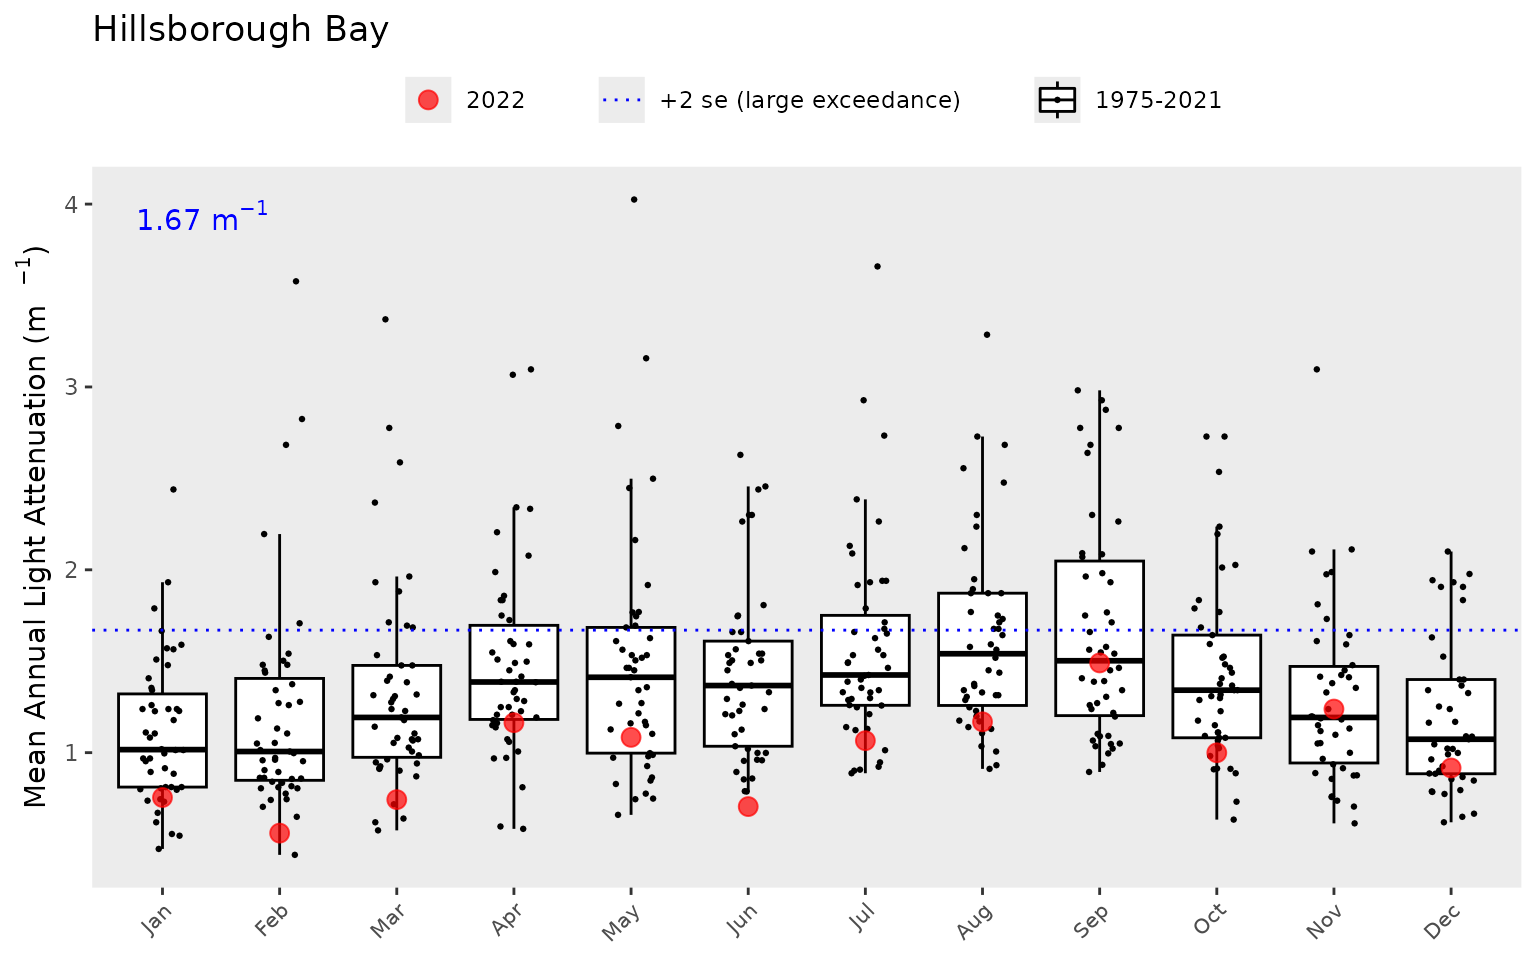 Hillsborough Bay
2022
+2 se (large exceedance)
1975-2021
Mean Annual Light Attenuation (m ⁻¹)
1.67 m⁻¹
4
3
2
1
Jan
Feb
Mar
Apr
May
Jun
Jul
Aug
Sep
Oct
Nov
Dec